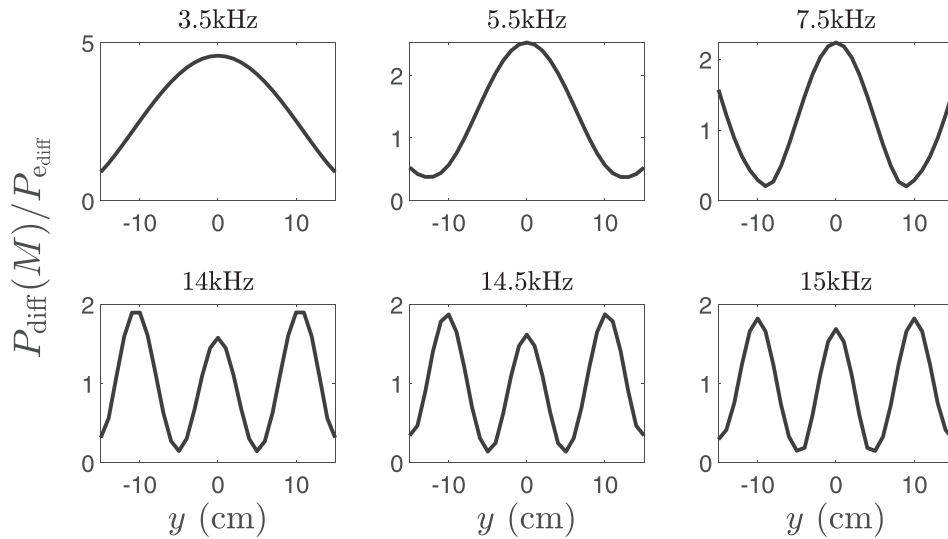 3.5kHz 5.5kHz 7.5kHz
5 2 2
1 1
0 0 0
-10 0 10 -10 0 10 -10 0 10
P_diff(M)/P_e_diff
14kHz 14.5kHz 15kHz
2 2 2
1 1 1
0 0 0
-10 0 10 -10 0 10 -10 0 10
y (cm) y (cm) y (cm)